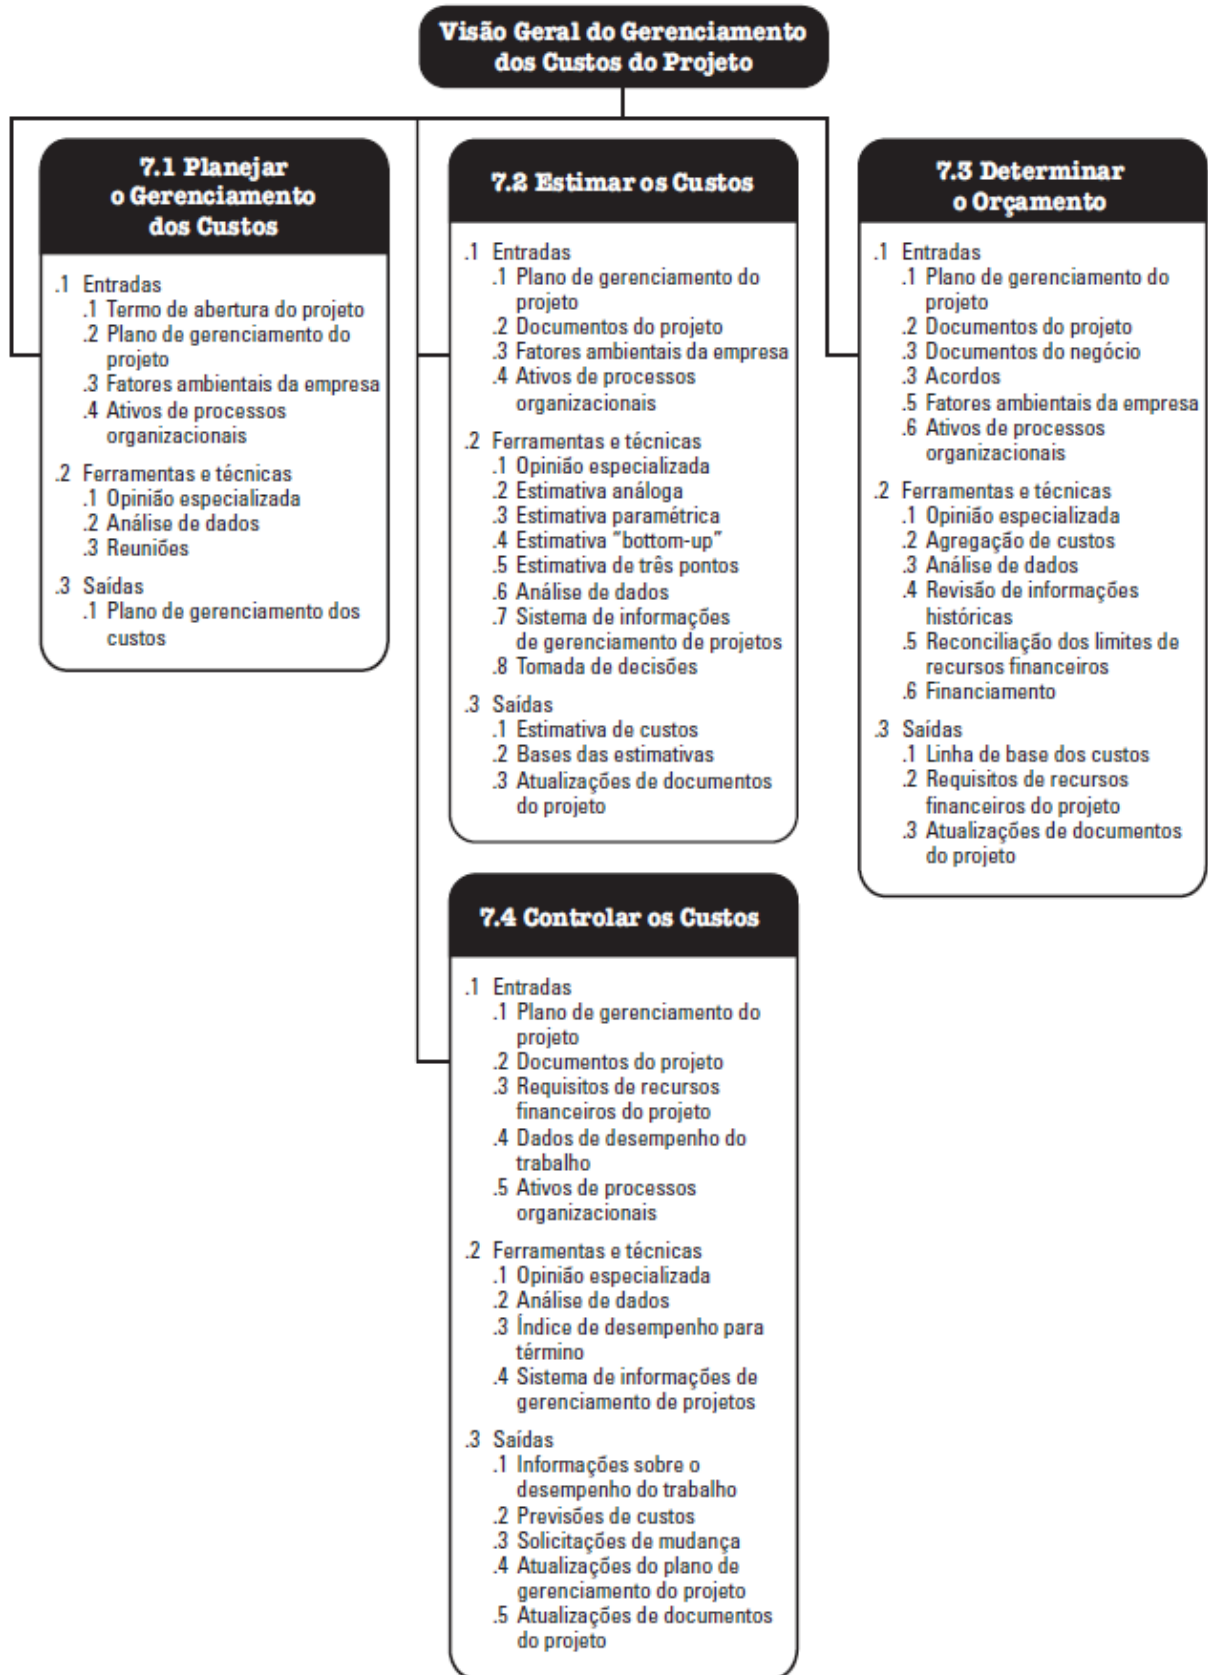 Visão Geral do Gerenciamento
dos Custos do Projeto
7.1 Planejar
o Gerenciamento
dos Custos
.1 Entradas
.1 Termo de abertura do projeto
.2 Plano de gerenciamento do
projeto
.3 Fatores ambientais da empresa
.4 Ativos de processos
organizacionais
.2 Ferramentas e técnicas
.1 Opinião especializada
.2 Análise de dados
.3 Reuniões
.3 Saídas
.1 Plano de gerenciamento dos
custos
7.2 Estimar os Custos
.1 Entradas
.1 Plano de gerenciamento do
projeto
.2 Documentos do projeto
.3 Fatores ambientais da empresa
.4 Ativos de processos
organizacionais
.2 Ferramentas e técnicas
.1 Opinião especializada
.2 Estimativa análoga
.3 Estimativa paramétrica
.4 Estimativa "bottom-up"
.5 Estimativa de três pontos
.6 Análise de dados
.7 Sistema de informações
de gerenciamento de projetos
.8 Tomada de decisões
.3 Saídas
.1 Estimativa de custos
.2 Bases das estimativas
.3 Atualizações de documentos
do projeto
7.3 Determinar
o Orçamento
.1 Entradas
.1 Plano de gerenciamento do
projeto
.2 Documentos do projeto
.3 Documentos do negócio
.3 Acordos
.5 Fatores ambientais da empresa
.6 Ativos de processos
organizacionais
.2 Ferramentas e técnicas
.1 Opinião especializada
.2 Agregação de custos
.3 Análise de dados
.4 Revisão de informações
históricas
.5 Reconciliação dos limites de
recursos financeiros
.6 Financiamento
.3 Saídas
.1 Linha de base dos custos
.2 Requisitos de recursos
financeiros do projeto
.3 Atualizações de documentos
do projeto
7.4 Controlar os Custos
.1 Entradas
.1 Plano de gerenciamento do
projeto
.2 Documentos do projeto
.3 Requisitos de recursos
financeiros do projeto
.4 Dados de desempenho do
trabalho
.5 Ativos de processos
organizacionais
.2 Ferramentas e técnicas
.1 Opinião especializada
.2 Análise de dados
.3 Índice de desempenho para
término
.4 Sistema de informações de
gerenciamento de projetos
.3 Saídas
.1 Informações sobre o
desempenho do trabalho
.2 Previsões de custos
.3 Solicitações de mudança
.4 Atualizações do plano de
gerenciamento do projeto
.5 Atualizações de documentos
do projeto